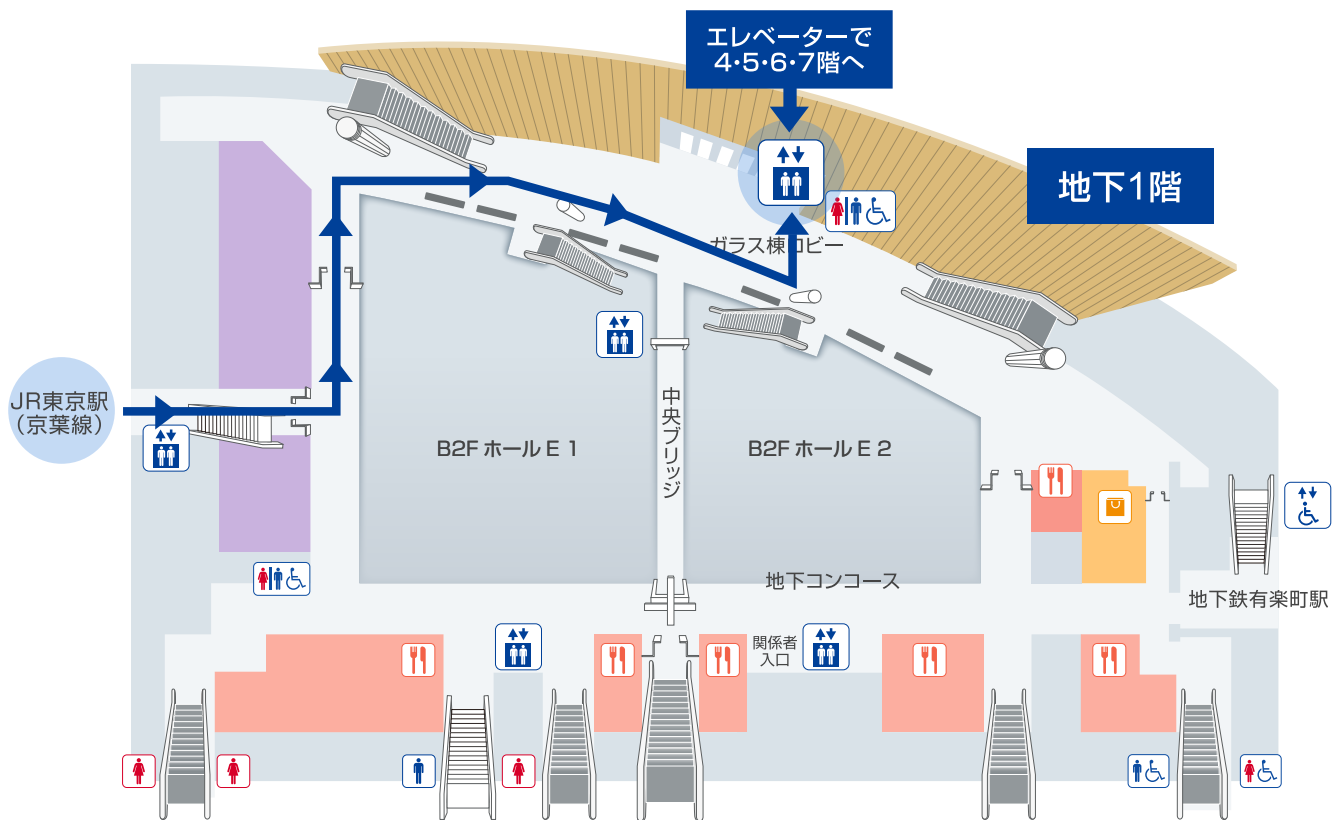 エレベーターで
4・5・6・7階へ
地下1階
ガラス棟ロビー
JR東京駅
（京葉線）
中央ブリッジ
B2F ホール E 1
B2F ホール E 2
地下コンコース
地下鉄有楽町駅
関係者
入口